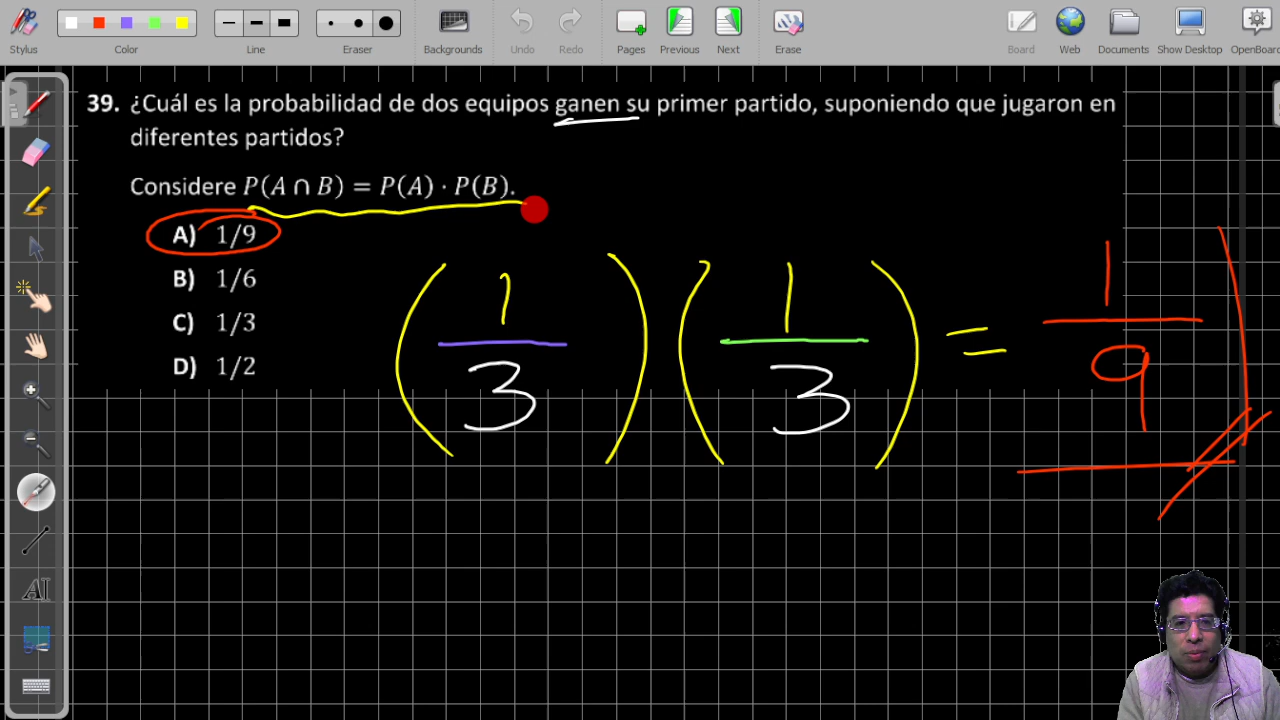 Stylus Color Line Eraser Backgrounds Undo Redo Pages Previous Next Erase Board Web Documents Show Desktop OpenBoard
39. ¿Cuál es la probabilidad de dos equipos ganen su primer partido, suponiendo que jugaron en
diferentes partidos?
Considere P(A ∩ B) = P(A) · P(B).
A) 1/9
B) 1/6
C) 1/3
D) 1/2
(1/3) (1/3) = 1/9
AI